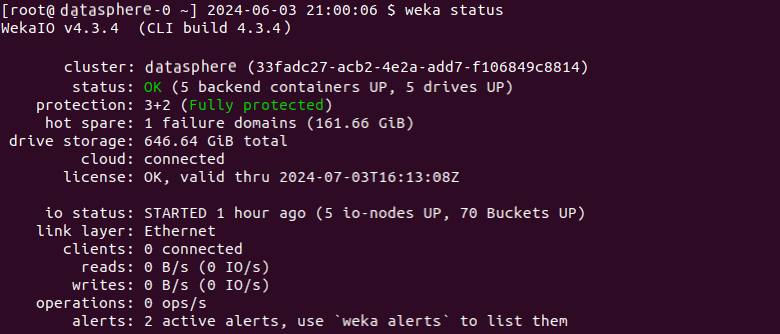 [root@ datasphere-0 ~] 2024-06-03 21:00:06 $ weka status
WekaIO v4.3.4  (CLI build 4.3.4)
cluster: datasphere (33fadc27-acb2-4e2a-add7-f106849c8814)
status: OK (5 backend containers UP, 5 drives UP)
protection: 3+2 (Fully protected)
hot spare: 1 failure domains (161.66 GiB)
drive storage: 646.64 GiB total
cloud: connected
license: OK, valid thru 2024-07-03T16:13:08Z
io status: STARTED 1 hour ago (5 io-nodes UP, 70 Buckets UP)
link layer: Ethernet
clients: 0 connected
reads: 0 B/s (0 IO/s)
writes: 0 B/s (0 IO/s)
operations: 0 ops/s
alerts: 2 active alerts, use `weka alerts` to list them